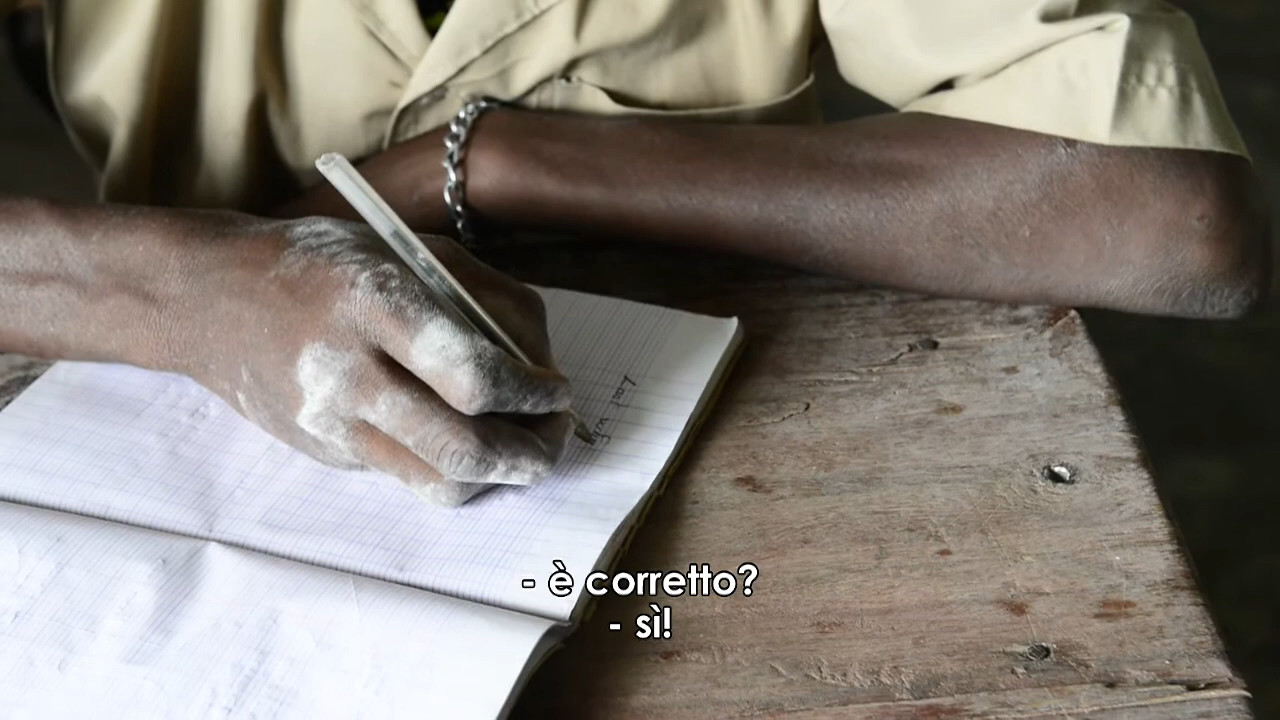 - è corretto?
- sì!